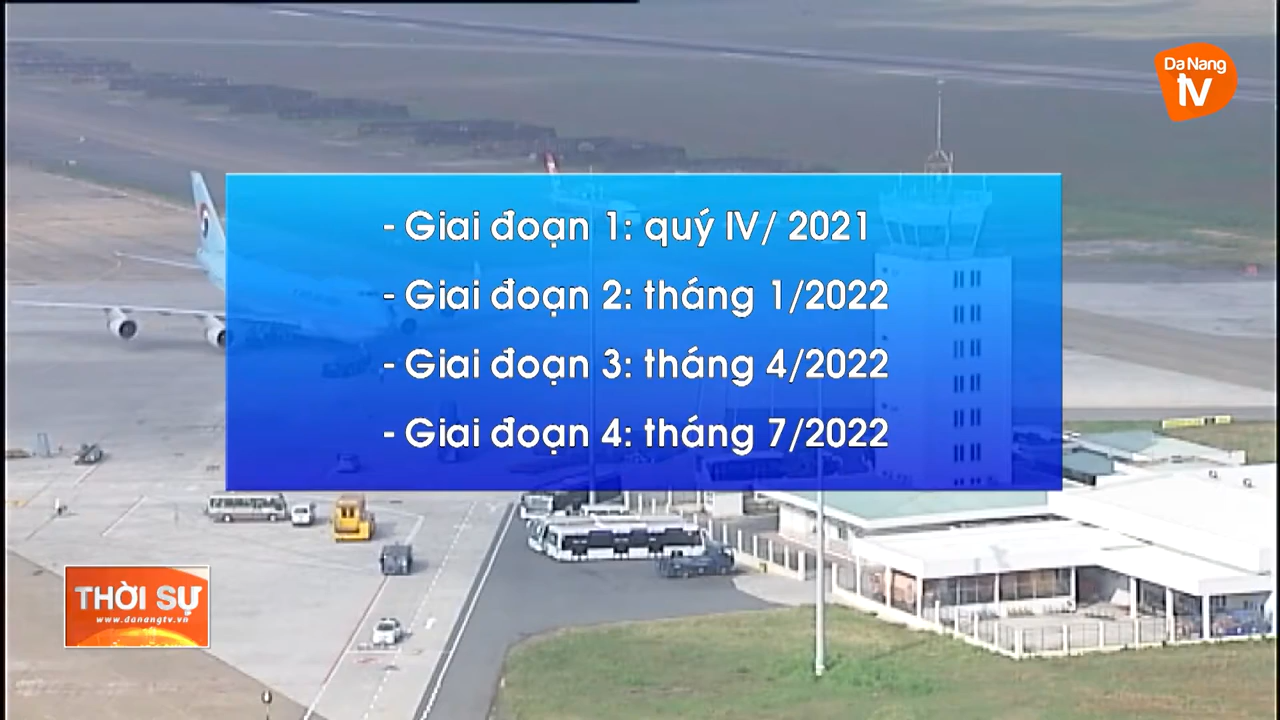 Da Nang
tv
- Giai đoạn 1: quý IV/ 2021
- Giai đoạn 2: tháng 1/2022
- Giai đoạn 3: tháng 4/2022
- Giai đoạn 4: tháng 7/2022
THỜI SỰ
www.danangtv.vn